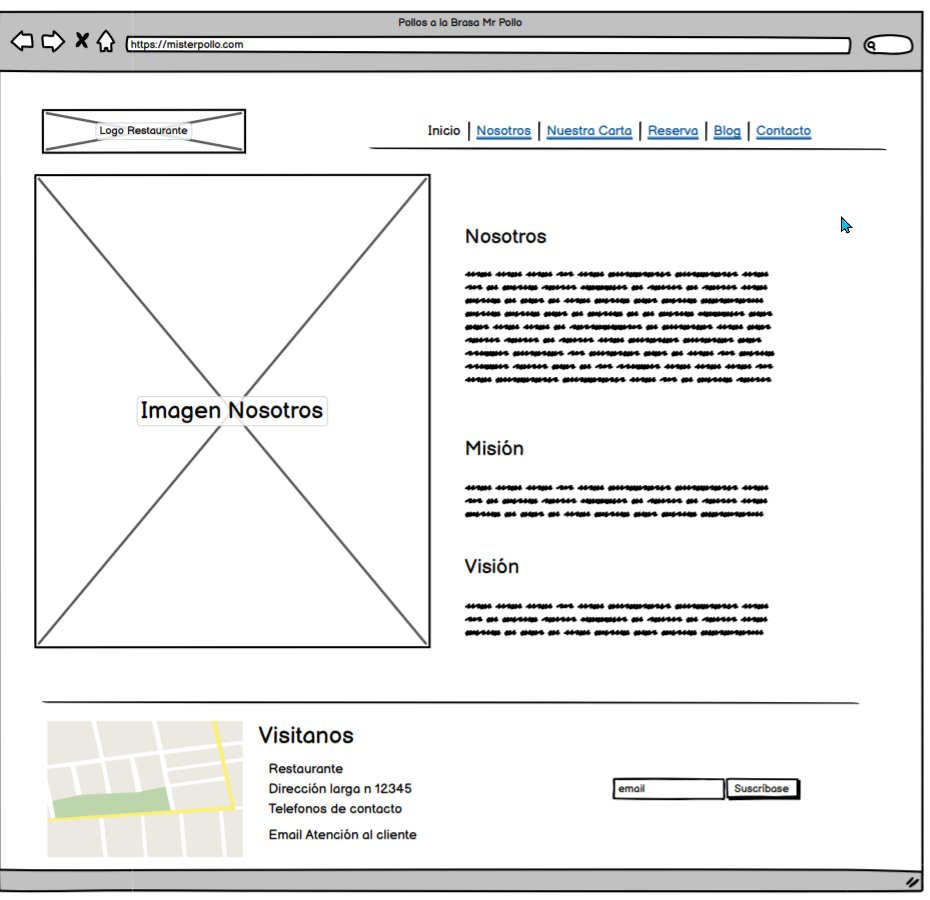 Pollos a la Brasa Mr Pollo
https://misterpollo.com
Logo Restaurante
Inicio | Nosotros | Nuestra Carta | Reserva | Blog | Contacto
Imagen Nosotros
Nosotros
Misión
Visión
Visitanos
Restaurante
Dirección larga n 12345
Telefonos de contacto
Email Atención al cliente
email
Suscríbase